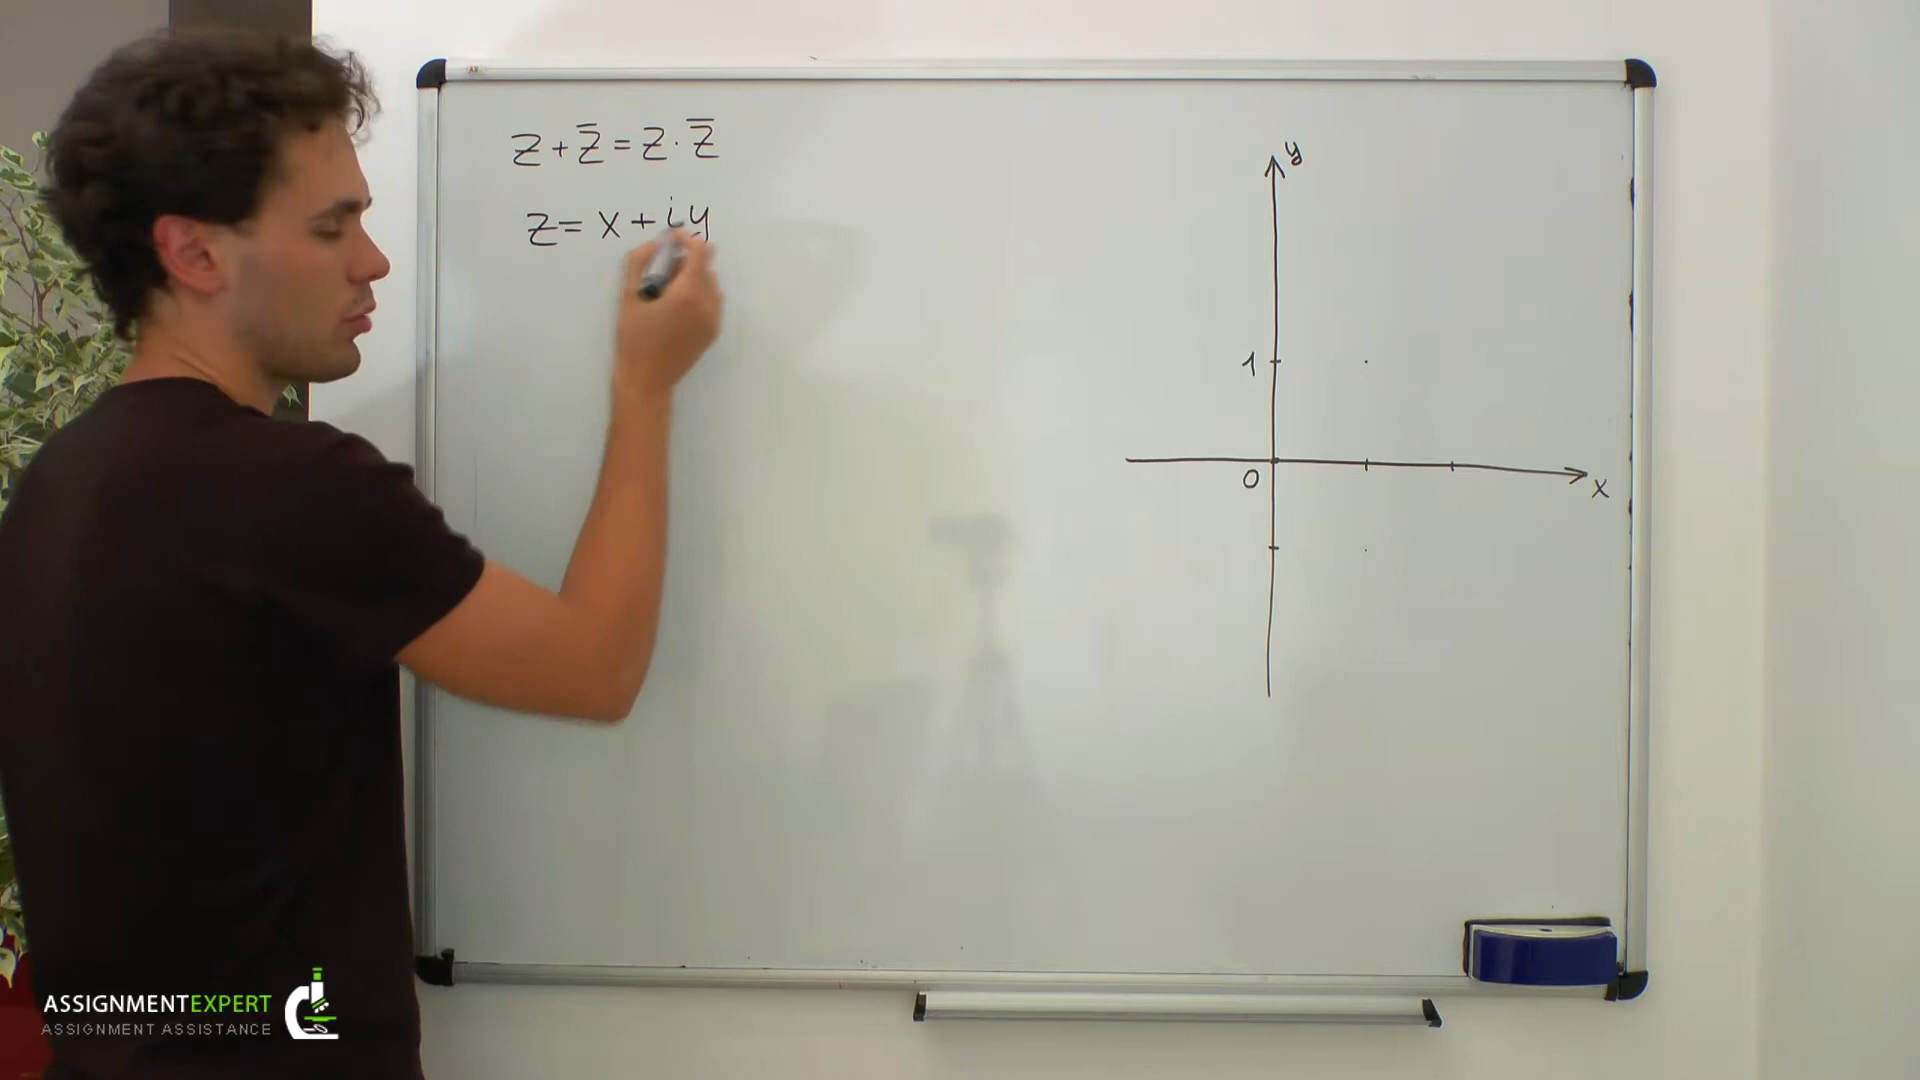 z + z̄ = z · z̄
z = x + iy
y
1
0
x
ASSIGNMENTEXPERT
ASSIGNMENT ASSISTANCE